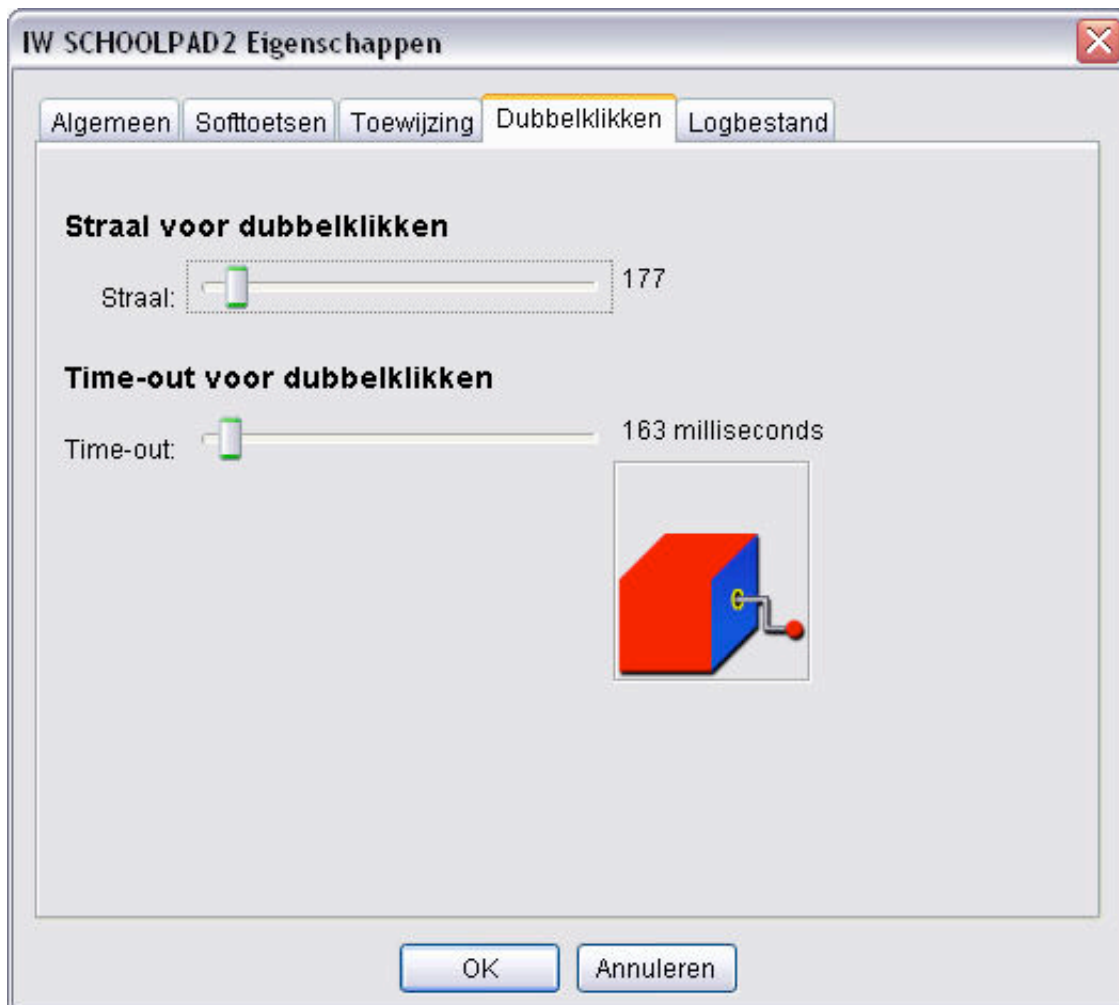 IW SCHOOLPAD2 Eigenschappen
Algemeen Softtoetsen Toewijzing Dubbelklikken Logbestand
Straal voor dubbelklikken
Straal: 177
Time-out voor dubbelklikken
Time-out: 163 milliseconds
OK Annuleren